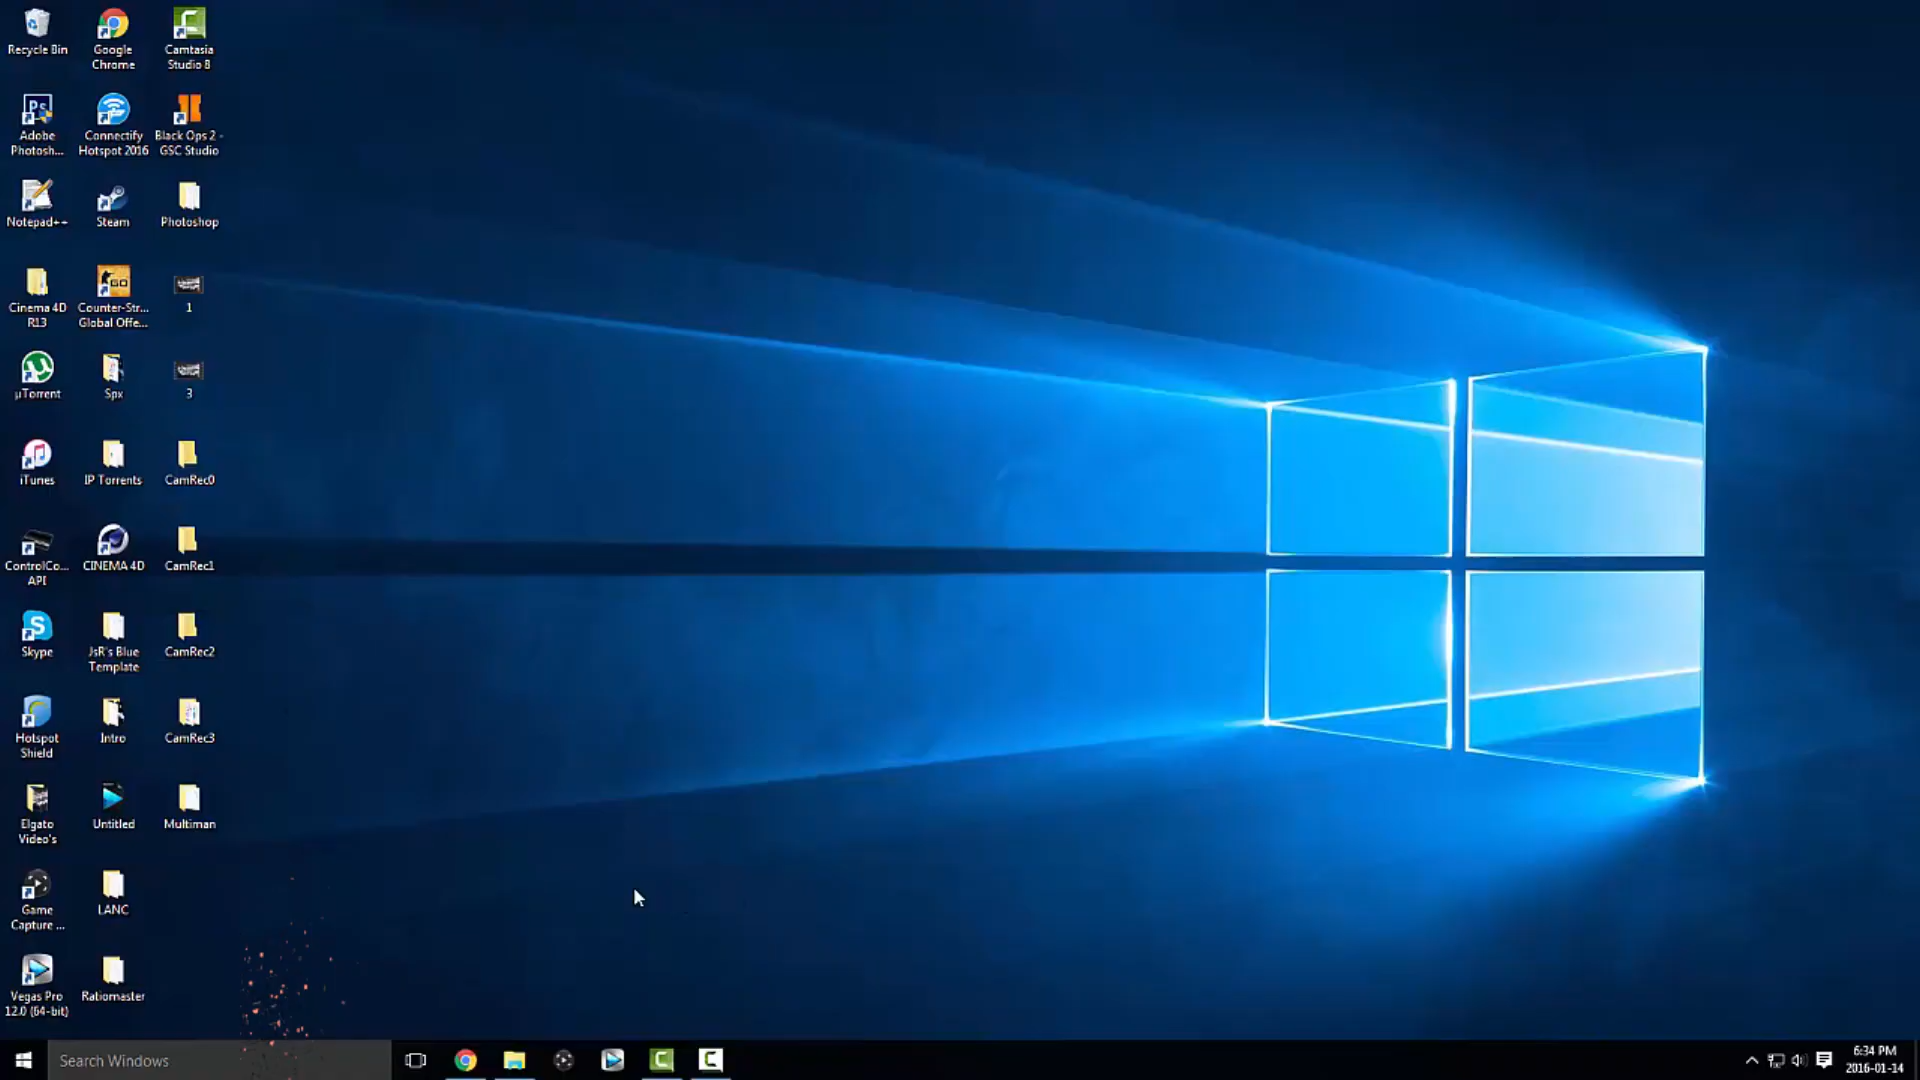 Recycle Bin
Google
Chrome
Camtasia
Studio 8
Ps
Adobe
Photosh...
Connectify
Hotspot 2016
Black Ops 2 -
GSC Studio
Notepad++
Steam
Photoshop
Cinema 4D
R13
GO
Counter-Str...
Global Offe...
1
µTorrent
Spx
3
iTunes
IP Torrents
CamRec0
ControlCo...
API
CINEMA 4D
CamRec1
Skype
JsR's Blue
Template
CamRec2
Hotspot
Shield
Intro
CamRec3
Elgato
Video's
Untitled
Multiman
Game
Capture ...
LANC
Vegas Pro
12.0 (64-bit)
Ratiomaster
Search Windows
6:34 PM
2016-01-14